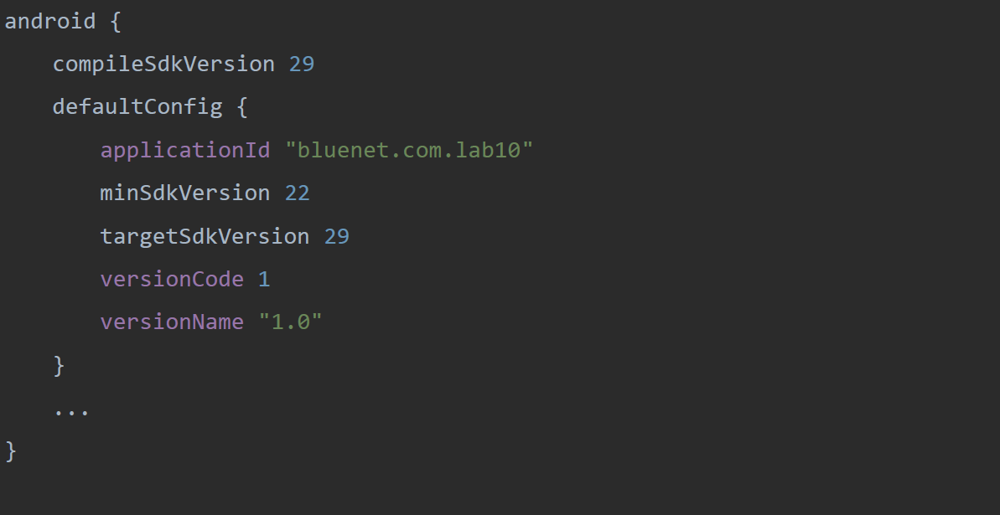 android {
    compileSdkVersion 29
    defaultConfig {
        applicationId "bluenet.com.lab10"
        minSdkVersion 22
        targetSdkVersion 29
        versionCode 1
        versionName "1.0"
    }
    ...
}